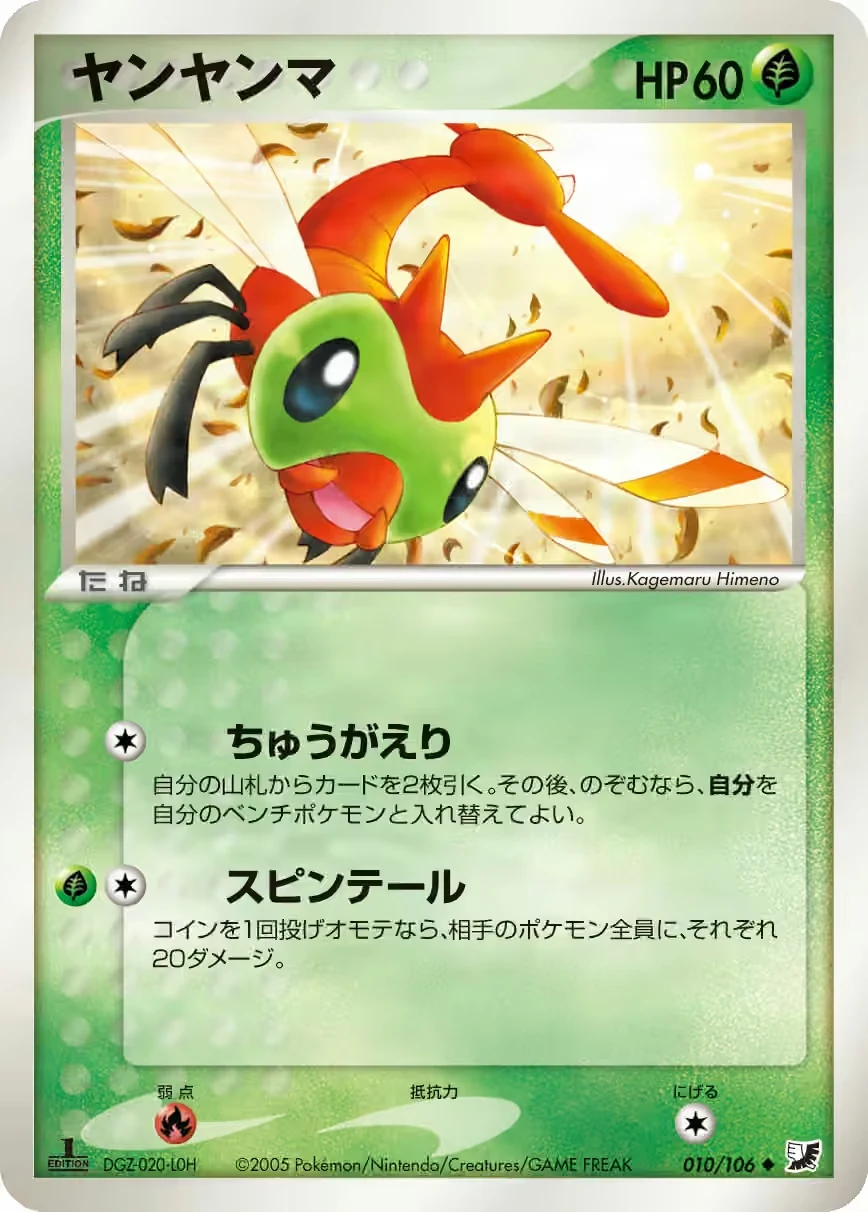 ヤンヤンマ
HP60
たね
Illus.Kagemaru Himeno
ちゅうがえり
自分の山札からカードを2枚引く。その後、のぞむなら、自分を
自分のベンチポケモンと入れ替えてよい。
スピンテール
コインを1回投げオモテなら、相手のポケモン全員に、それぞれ
20ダメージ。
弱点 抵抗力 にげる
1 EDITION DGZ-020-L0H ©2005 Pokémon/Nintendo/Creatures/GAME FREAK 010/106 ◆